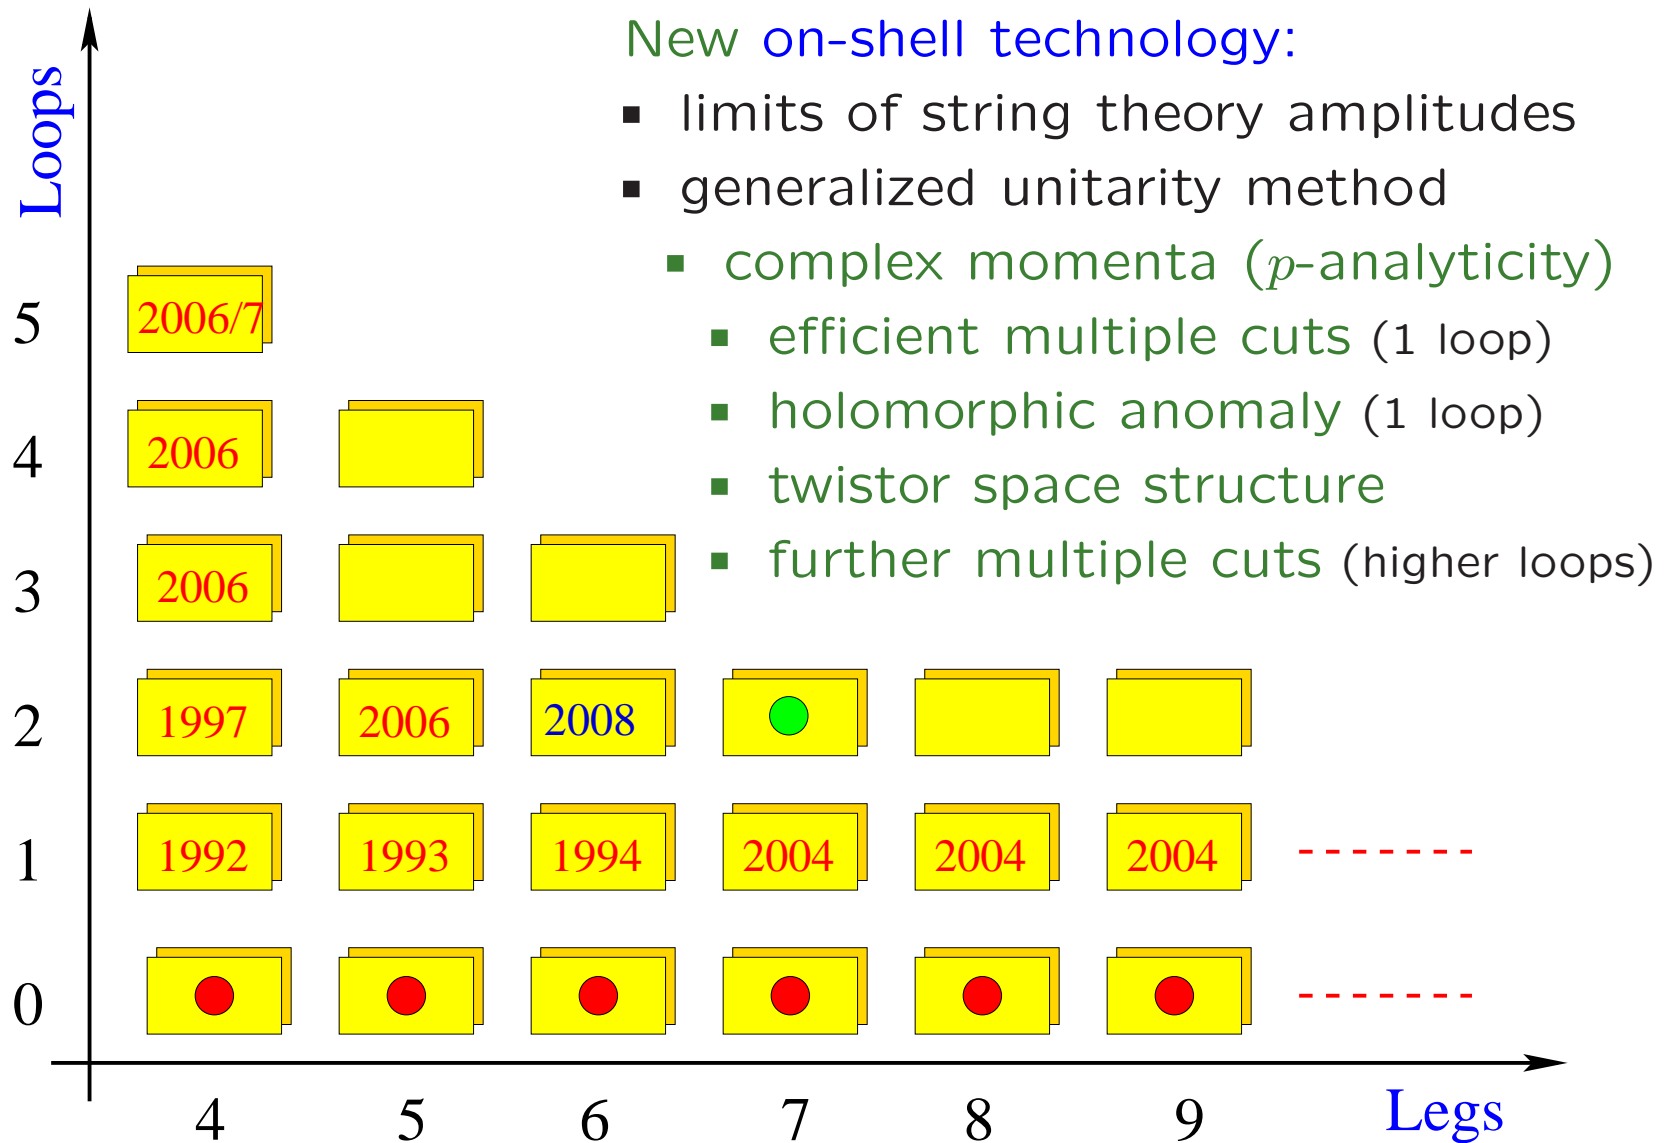 New on-shell technology:
▪ limits of string theory amplitudes
▪ generalized unitarity method
▪ complex momenta (p-analyticity)
▪ efficient multiple cuts (1 loop)
▪ holomorphic anomaly (1 loop)
▪ twistor space structure
▪ further multiple cuts (higher loops)
Loops
5 2006/7
4 2006
3 2006
2 1997 2006 2008
1 1992 1993 1994 2004 2004 2004
0
4 5 6 7 8 9 Legs